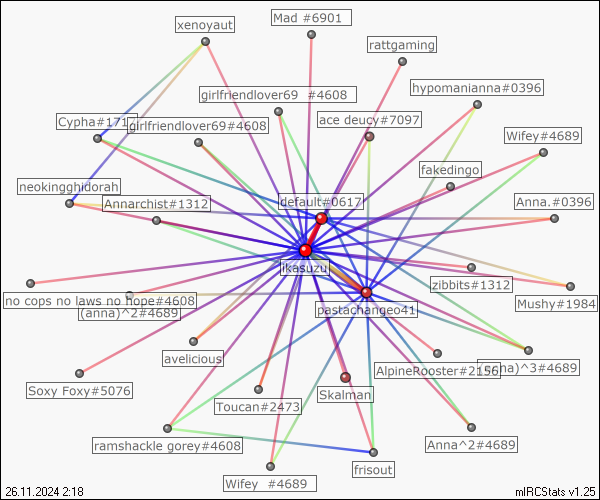 Mad #6901
xenoyaut
rattgaming
hypomanianna#0396
girlfriendlover69 #4608
ace deucy#7097
Cypha#171
girlfriendlover69#4608
Wifey#4689
fakedingo
neokingghidorah
Annarchist#1312
default#0617
Anna.#0396
jikasuzu
zibbits#1312
no cops no laws no hope#4608
Mushy#1984
(anna)^2#4689
pastachangeo41
avelicious
AlpineRooster#2156
)^3#4689
Soxy Foxy#5076
Skalman
Toucan#2473
ramshackle gorey#4608
Anna^2#4689
frisout
Wifey #4689
26.11.2024 2:18
mIRCStats v1.25